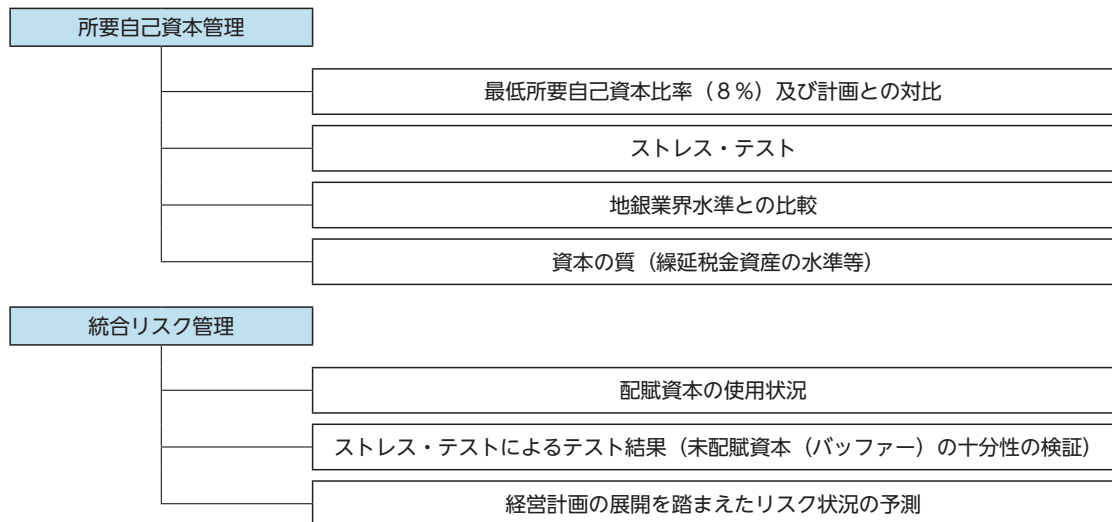 所要自己資本管理
最低所要自己資本比率（８％）及び計画との対比
ストレス・テスト
地銀業界水準との比較
資本の質（繰延税金資産の水準等）
統合リスク管理
配賦資本の使用状況
ストレス・テストによるテスト結果（未配賦資本（バッファー）の十分性の検証）
経営計画の展開を踏まえたリスク状況の予測